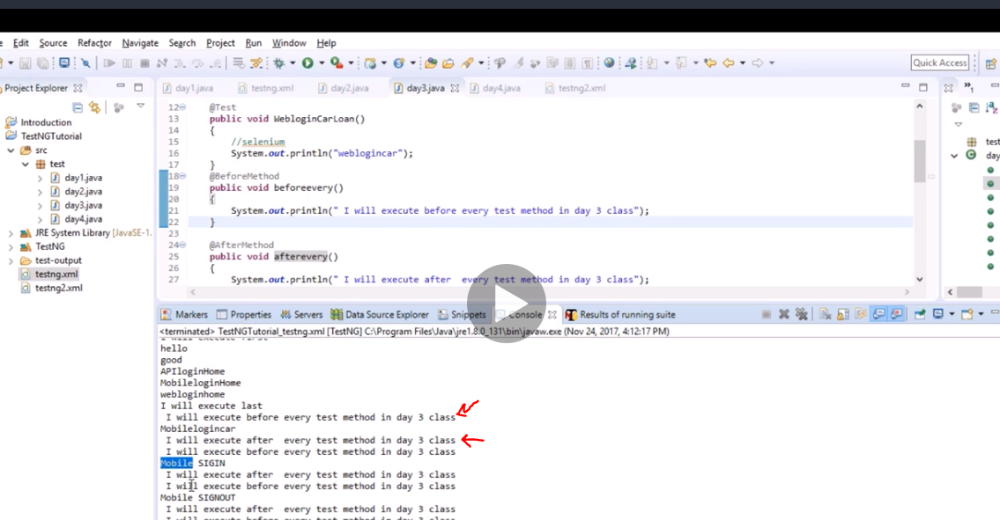 Edit Source Refactor Navigate Search Project Run Window Help
Quick Access
Project Explorer
day1.java testng.xml day2.java day3.java day4.java testng2.xml
Introduction
TestNGTutorial
src
test
day1.java
day2.java
day3.java
day4.java
JRE System Library [JavaSE-1.
TestNG
test-output
testng.xml
testng2.xml
12 @Test
13 public void WebloginCarLoan()
14 {
15 //selenium
16 System.out.println("weblogincar");
17 }
18 @BeforeMethod
19 public void beforeevery()
20 {
21 System.out.println(" I will execute before every test method in day 3 class");
22 }
23
24 @AfterMethod
25 public void afterevery()
26 {
27 System.out.println(" I will execute after  every test method in day 3 class");
Markers Properties Servers Data Source Explorer Snippets Console Results of running suite
<terminated> TestNGTutorial_testng.xml [TestNG] C:\Program Files\Java\jre1.8.0_131\bin\javaw.exe (Nov 24, 2017, 4:12:17 PM)
hello
good
APIloginHome
MobileloginHome
webloginhome
I will execute last
I will execute before every test method in day 3 class
Mobilelogincar
I will execute after  every test method in day 3 class
I will execute before every test method in day 3 class
Mobile SIGIN
I will execute after  every test method in day 3 class
I will execute before every test method in day 3 class
Mobile SIGNOUT
I will execute after  every test method in day 3 class